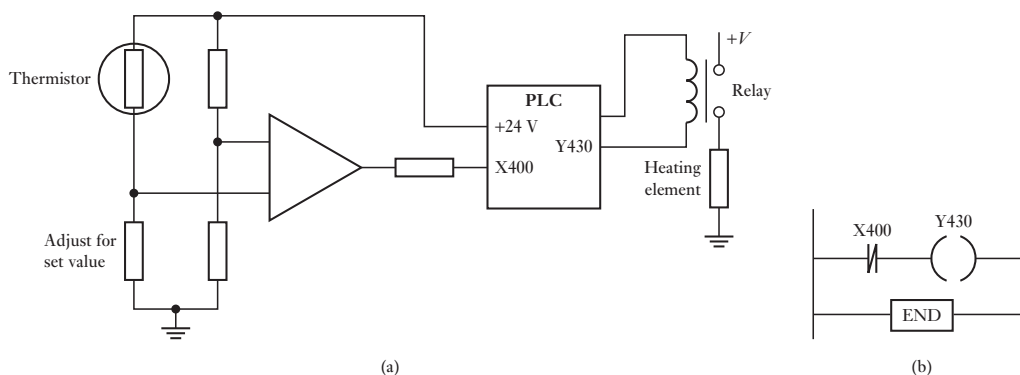 Thermistor
Adjust for
set value
PLC
+24 V
Y430
X400
+V
Relay
Heating
element
(a)
X400
Y430
END
(b)